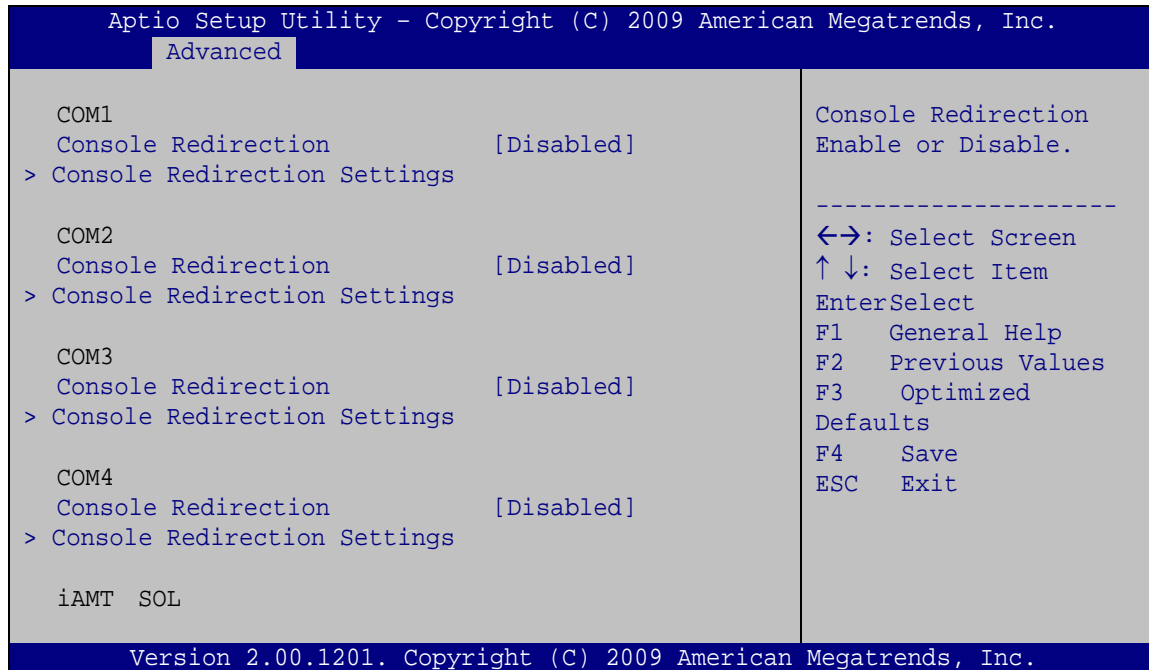 Aptio Setup Utility – Copyright (C) 2009 American Megatrends, Inc.
Advanced
COM1
Console Redirection [Disabled]
> Console Redirection Settings
COM2
Console Redirection [Disabled]
> Console Redirection Settings
COM3
Console Redirection [Disabled]
> Console Redirection Settings
COM4
Console Redirection [Disabled]
> Console Redirection Settings
iAMT SOL
Console Redirection
Enable or Disable.
---------------------
←→: Select Screen
↑ ↓: Select Item
EnterSelect
F1 General Help
F2 Previous Values
F3 Optimized
Defaults
F4 Save
ESC Exit
Version 2.00.1201. Copyright (C) 2009 American Megatrends, Inc.